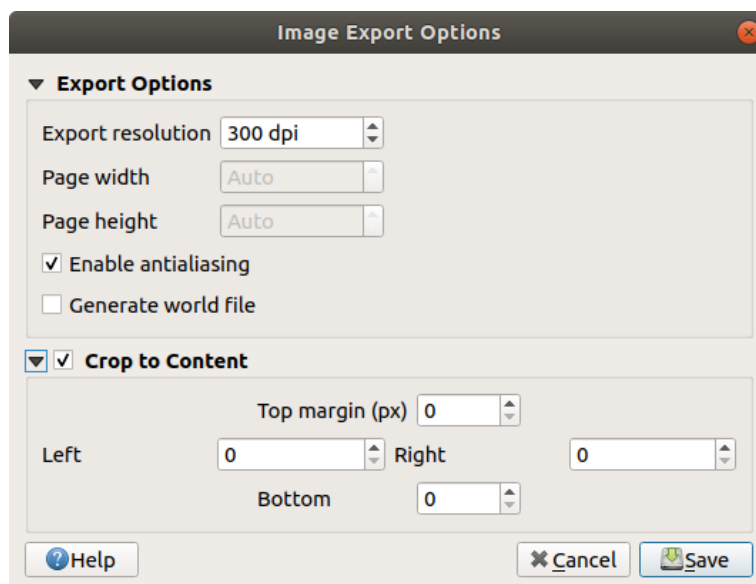 Image Export Options
Export Options
Export resolution 300 dpi
Page width Auto
Page height Auto
Enable antialiasing
Generate world file
Crop to Content
Top margin (px) 0
Left 0 Right 0
Bottom 0
Help Cancel Save